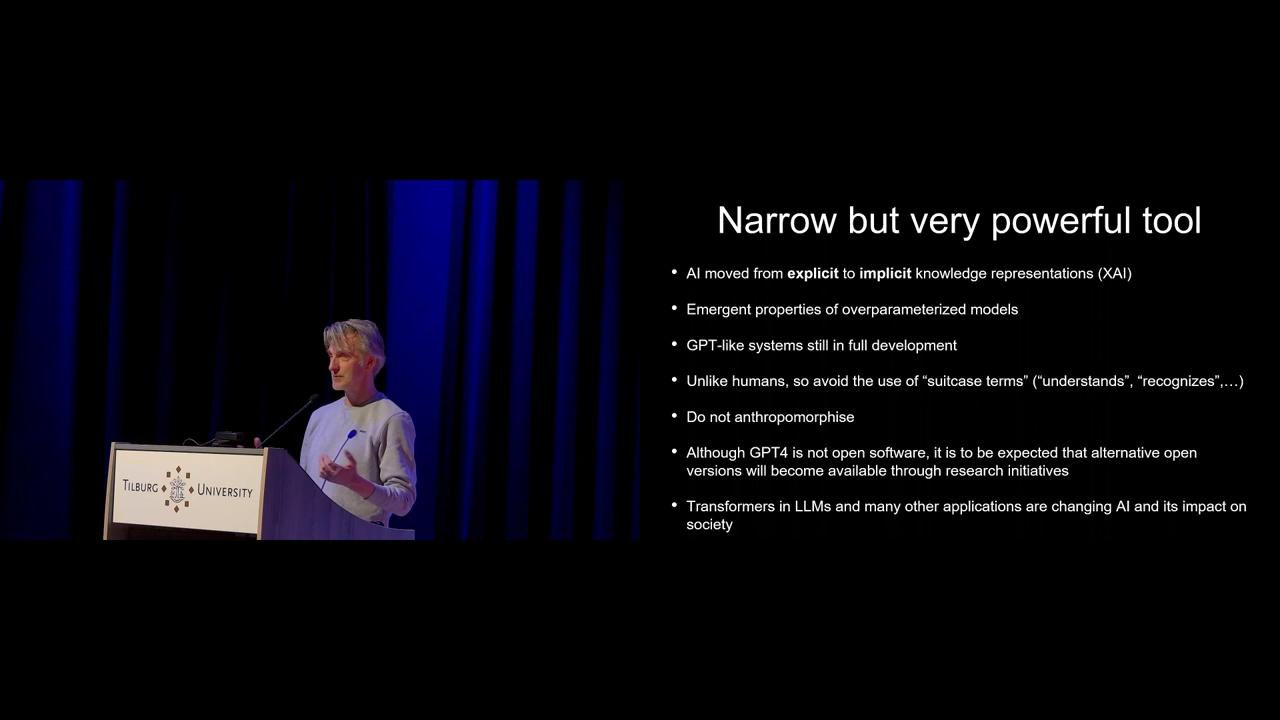 TILBURG UNIVERSITY
Narrow but very powerful tool
• AI moved from explicit to implicit knowledge representations (XAI)
• Emergent properties of overparameterized models
• GPT-like systems still in full development
• Unlike humans, so avoid the use of “suitcase terms” (“understands”, “recognizes”,…)
• Do not anthropomorphise
• Although GPT4 is not open software, it is to be expected that alternative open
versions will become available through research initiatives
• Transformers in LLMs and many other applications are changing AI and its impact on
society